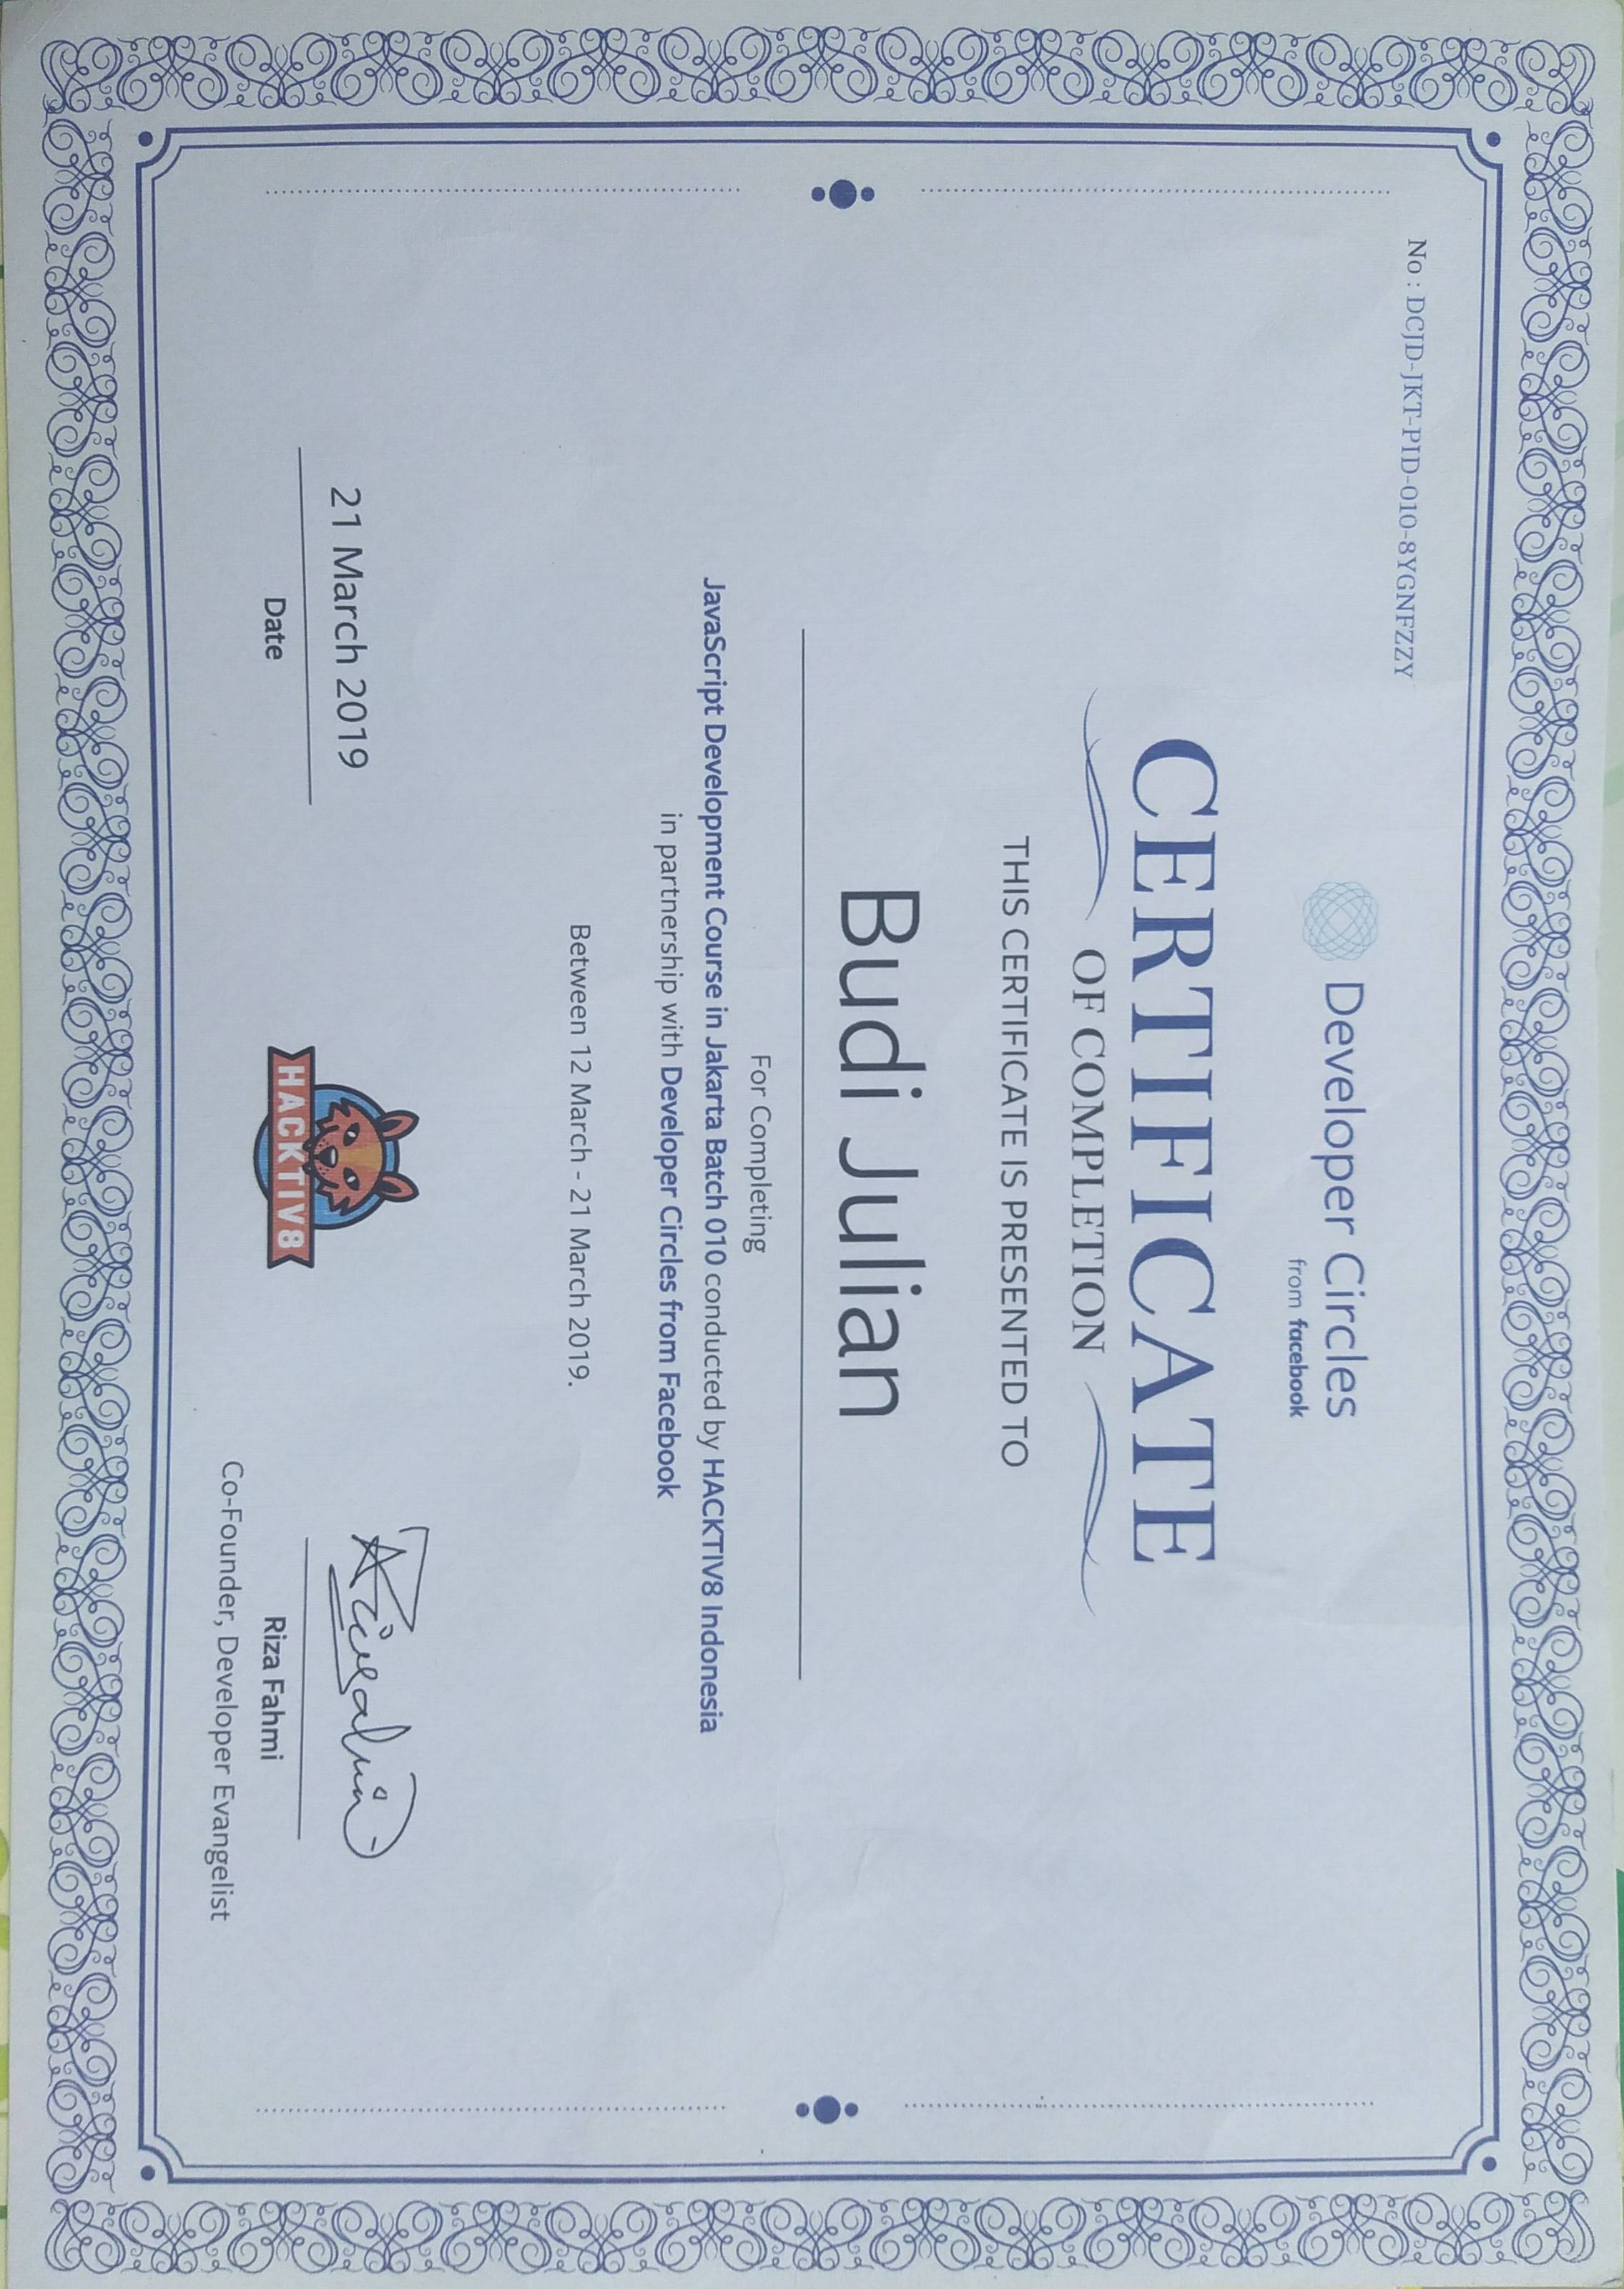 No : DCJD-JKT-PID-010-8YGNFZZY
Developer Circles
from facebook
CERTIFICATE
OF COMPLETION
THIS CERTIFICATE IS PRESENTED TO
Budi Julian
For Completing
JavaScript Development Course in Jakarta Batch 010 conducted by HACKTIV8 Indonesia
in partnership with Developer Circles from Facebook
Between 12 March - 21 March 2019.
21 March 2019
Date
HACKTIV8
Riza Fahmi
Co-Founder, Developer Evangelist